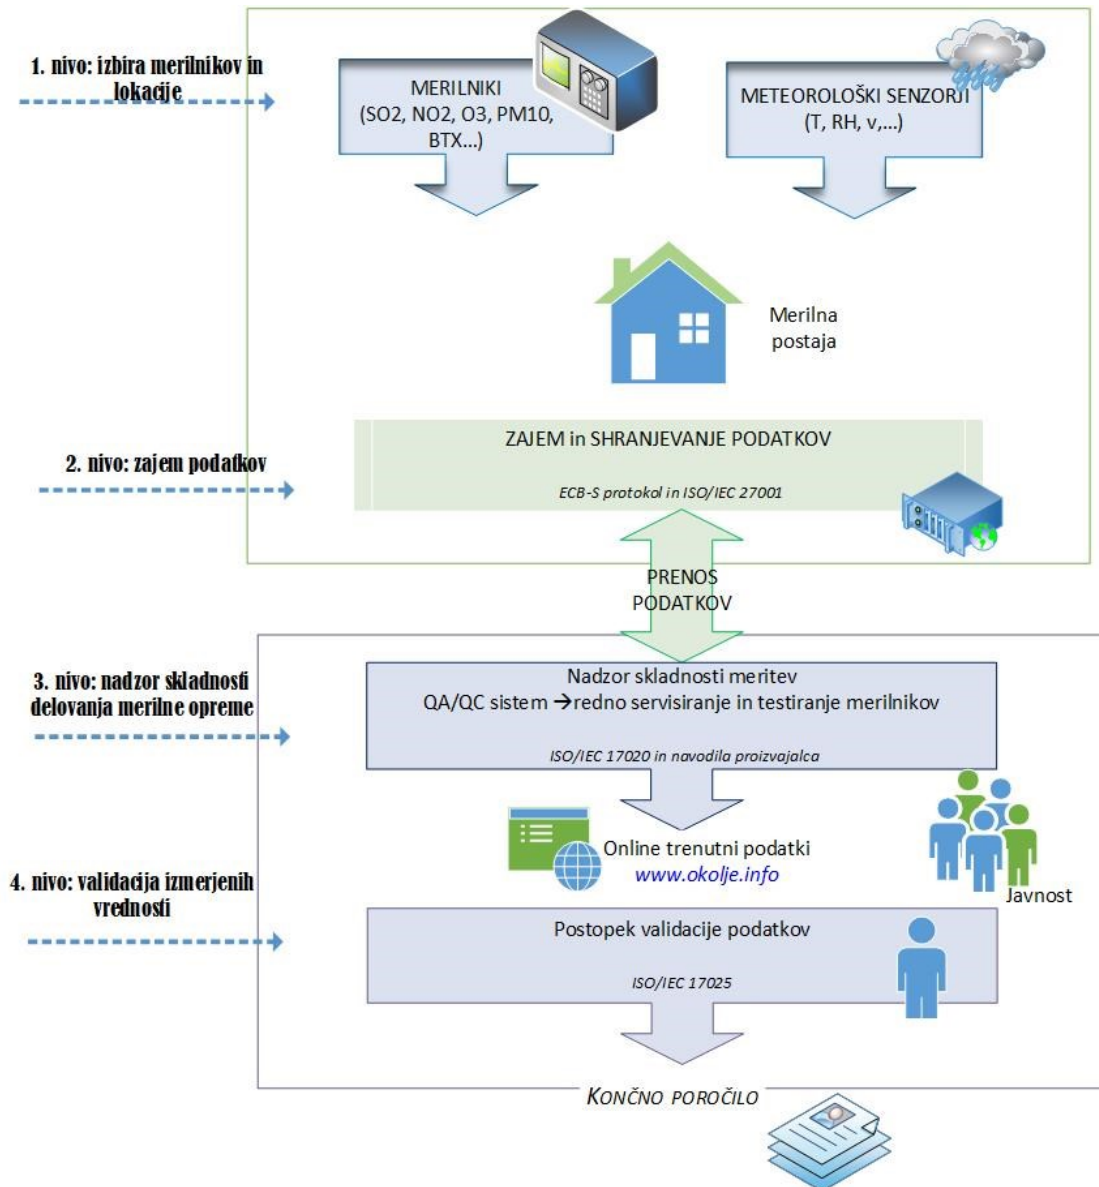 1. nivo: izbira merilnikov in
lokacije
MERILNIKI
(SO2, NO2, O3, PM10,
BTX...)
METEOROLOŠKI SENZORJI
(T, RH, v,...)
Merilna
postaja
2. nivo: zajem podatkov
ZAJEM in SHRANJEVANJE PODATKOV
ECB-S protokol in ISO/IEC 27001
PRENOS
PODATKOV
3. nivo: nadzor skladnosti
delovanja merilne opreme
Nadzor skladnosti meritev
QA/QC sistem →redno servisiranje in testiranje merilnikov
ISO/IEC 17020 in navodila proizvajalca
Online trenutni podatki
www.okolje.info
Javnost
4. nivo: validacija izmerjenih
vrednosti
Postopek validacije podatkov
ISO/IEC 17025
KONČNO POROČILO